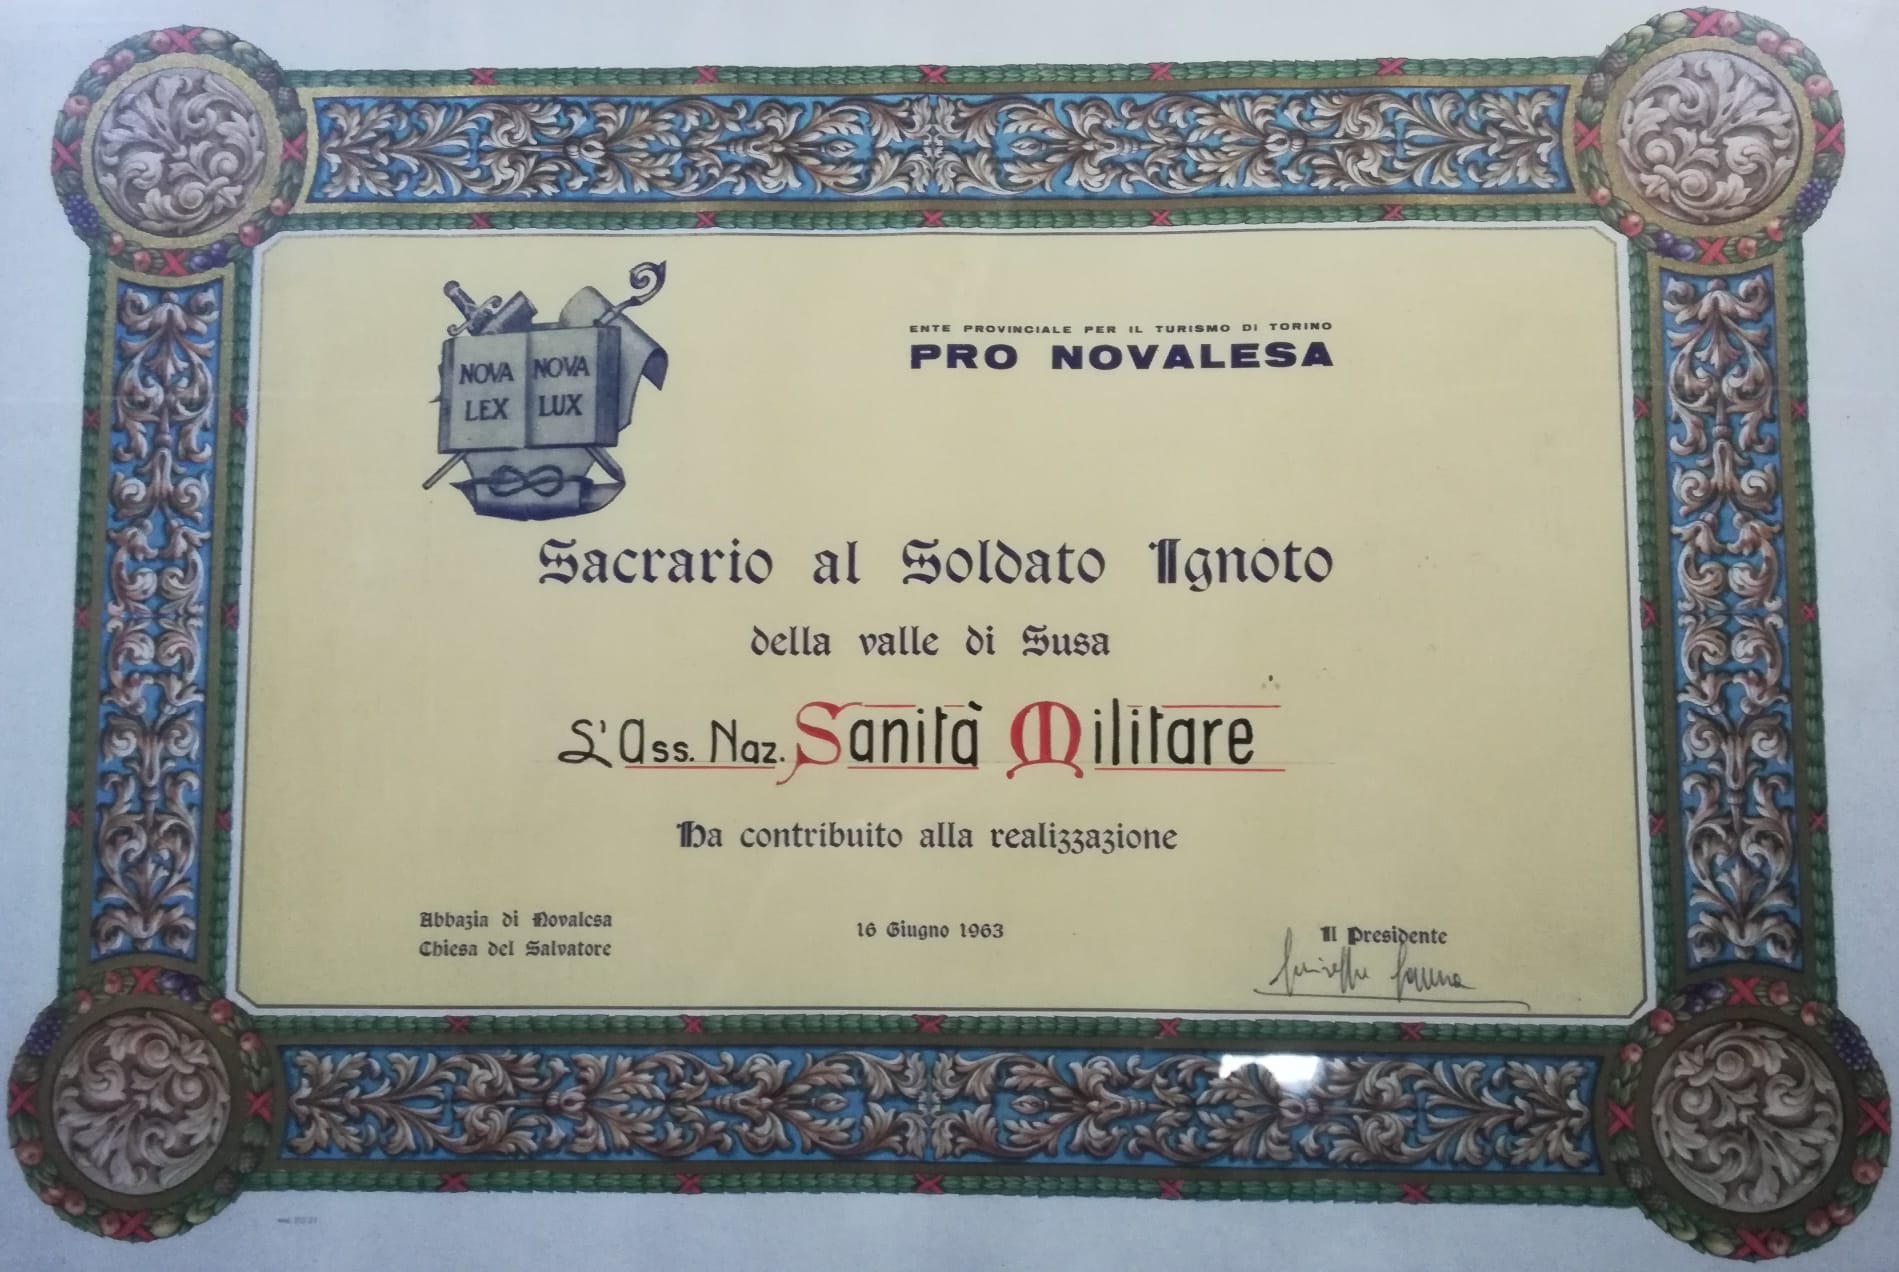 NOVA NOVA
LEX LUX
ENTE PROVINCIALE PER IL TURISMO DI TORINO
PRO NOVALESA
Sacrario al Soldato Ignoto
della valle di Susa
L'Ass. Naz. Sanità Militare
Ha contribuito alla realizzazione
Abbazia di Novalesa
Chiesa del Salvatore
16 Giugno 1963
Il Presidente